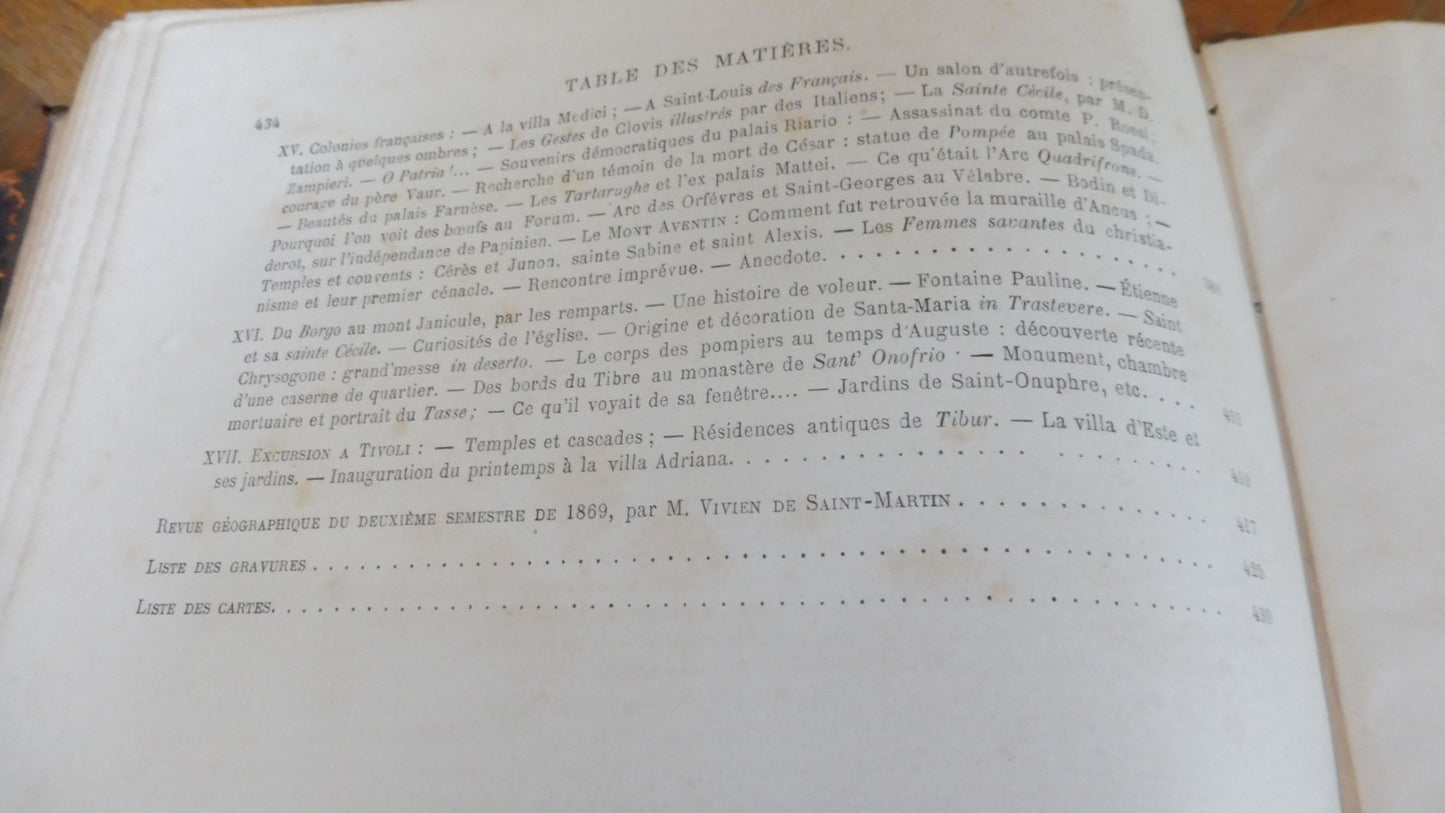 434
TABLE DES MATIÈRES.
XV. Colonies françaises : — A la villa Medici ; — A Saint-Louis des Français. — Un salon d'autrefois : présen-
tation à quelques ombres ; — Les Gestes de Clovis illustrés par des Italiens ; — La Sainte Cécile, par M. D.
Zampieri. — O Patria !... — Souvenirs démocratiques du palais Riario : — Assassinat du comte P. Rossi ;
courage du père Vaur. — Recherche d'un témoin de la mort de César : statue de Pompée au palais Spada.
— Beautés du palais Farnèse. — Les Tartarughe et l'ex-palais Mattei. — Ce qu'était l'Arc Quadrifrons. —
Pourquoi l'on voit des bœufs au Forum. — Arc des Orfévres et Saint-Georges au Vélabre. — Bodin et Di-
derot, sur l'indépendance de Papinien. — Le Mont Aventin : Comment fut retrouvée la muraille d'Ancus ; —
Temples et couvents : Cérès et Junon, sainte Sabine et saint Alexis. — Les Femmes savantes du christia-
nisme et leur premier cénacle. — Rencontre imprévue. — Anecdote. . . . . . . . . . . . . . . . .
XVI. Du Borgo au mont Janicule, par les remparts. — Une histoire de voleur. — Fontaine Pauline. — Étienne
et sa sainte Cécile. — Curiosités de l'église. — Origine et décoration de Santa-Maria in Trastevere. — Saint
Chrysogone : grand'messe in deserto. — Le corps des pompiers au temps d'Auguste : découverte récente
d'une caserne de quartier. — Des bords du Tibre au monastère de Sant' Onofrio · — Monument, chambre
mortuaire et portrait du Tasse ; — Ce qu'il voyait de sa fenêtre.... — Jardins de Saint-Onuphre, etc. . . . 401
XVII. Excursion a Tivoli : — Temples et cascades ; — Résidences antiques de Tibur. — La villa d'Este et
ses jardins. — Inauguration du printemps à la villa Adriana. . . . . . . . . . . . . . . . . . . . . .
Revue géographique du deuxième semestre de 1869, par M. Vivien de Saint-Martin . . . . . . . . . . . . 417
Liste des gravures . . . . . . . . . . . . . . . . . . . . . . . . . . . . . . . . . . . . . . . . 425
Liste des cartes. . . . . . . . . . . . . . . . . . . . . . . . . . . . . . . . . . . . . . . . . . 430